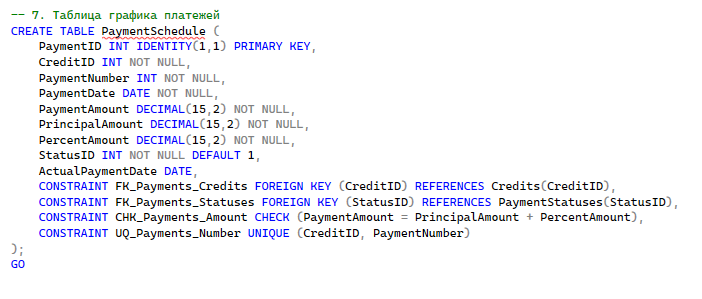 -- 7. Таблица графика платежей
CREATE TABLE PaymentSchedule (
    PaymentID INT IDENTITY(1,1) PRIMARY KEY,
    CreditID INT NOT NULL,
    PaymentNumber INT NOT NULL,
    PaymentDate DATE NOT NULL,
    PaymentAmount DECIMAL(15,2) NOT NULL,
    PrincipalAmount DECIMAL(15,2) NOT NULL,
    PercentAmount DECIMAL(15,2) NOT NULL,
    StatusID INT NOT NULL DEFAULT 1,
    ActualPaymentDate DATE,
    CONSTRAINT FK_Payments_Credits FOREIGN KEY (CreditID) REFERENCES Credits(CreditID),
    CONSTRAINT FK_Payments_Statuses FOREIGN KEY (StatusID) REFERENCES PaymentStatuses(StatusID),
    CONSTRAINT CHK_Payments_Amount CHECK (PaymentAmount = PrincipalAmount + PercentAmount),
    CONSTRAINT UQ_Payments_Number UNIQUE (CreditID, PaymentNumber)
);
GO